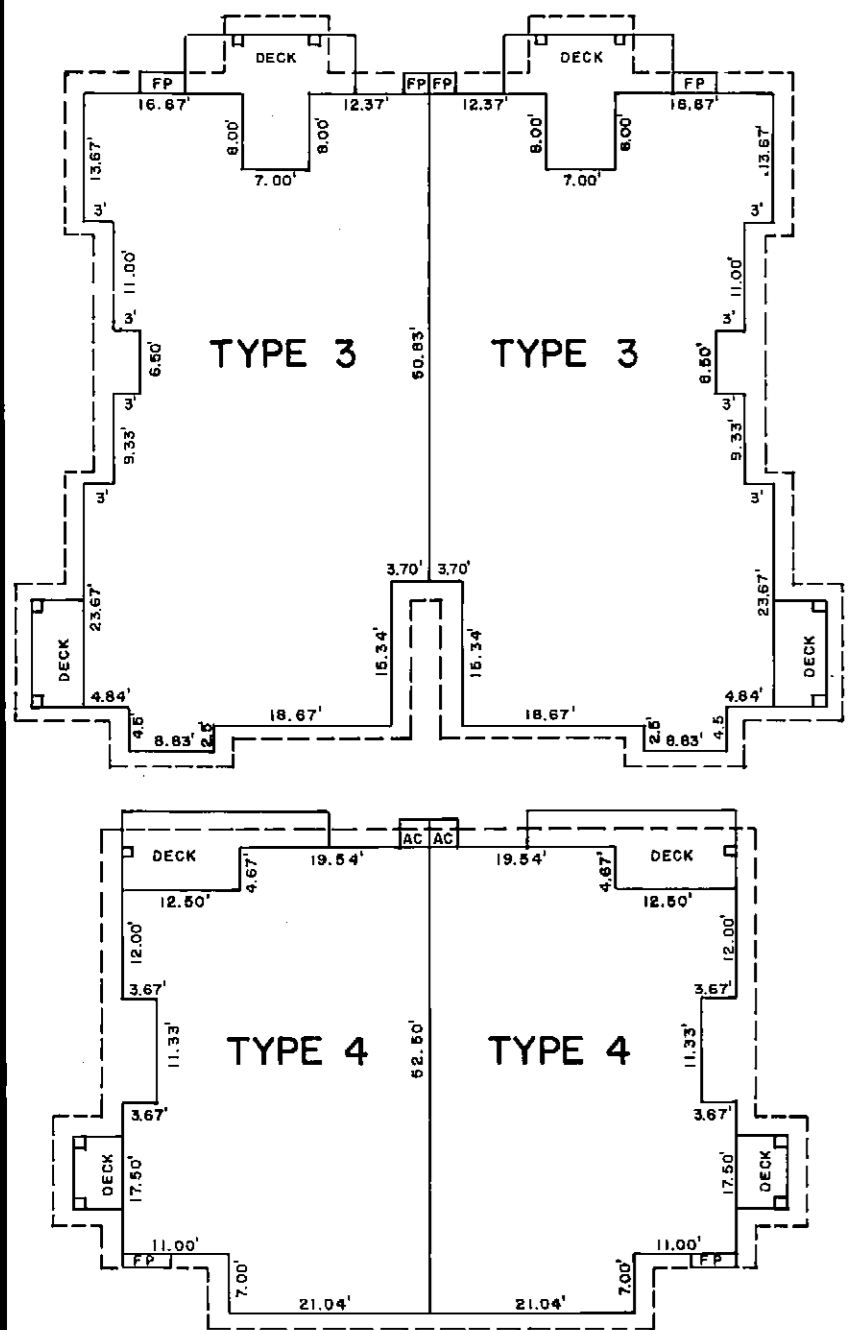 DECK DECK
FP FP FP FP
16.67' 12.37' 12.37' 16.67'
13.67' 8.00' 8.00' 8.00' 8.00' 13.67'
7.00' 7.00'
3' 3'
11.00' 11.00'
3' 3'
6.50' TYPE 3 50.83' TYPE 3 8.50'
3' 3'
9.33' 9.33'
3' 3'
3.70' 3.70'
23.67' 23.67'
DECK 15.34' 15.34' DECK
4.84' 4.84'
4.5' 18.67' 18.67' 4.5
8.83' 2.5' 2.5' 8.83'
AC AC
DECK 19.54' 19.54' DECK
4.67' 4.67'
12.50' 12.50'
12.00' 12.00'
3.67' 3.67'
11.33' TYPE 4 52.50' TYPE 4 11.33'
3.67' 3.67'
DECK 17.50' 17.50' DECK
11.00' 11.00'
FP FP
7.00' 7.00'
21.04' 21.04'